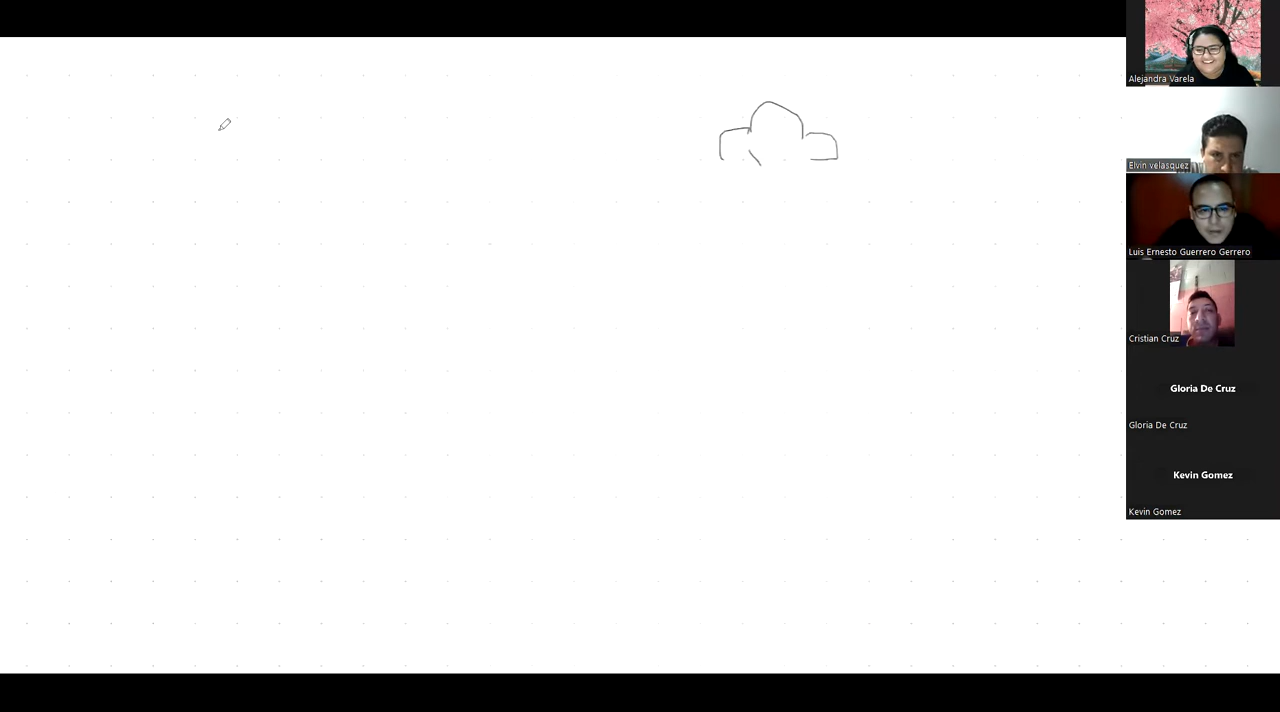 Alejandra Varela
Elvin velasquez
Luis Ernesto Guerrero Gerrero
Cristian Cruz
Gloria De Cruz
Gloria De Cruz
Kevin Gomez
Kevin Gomez